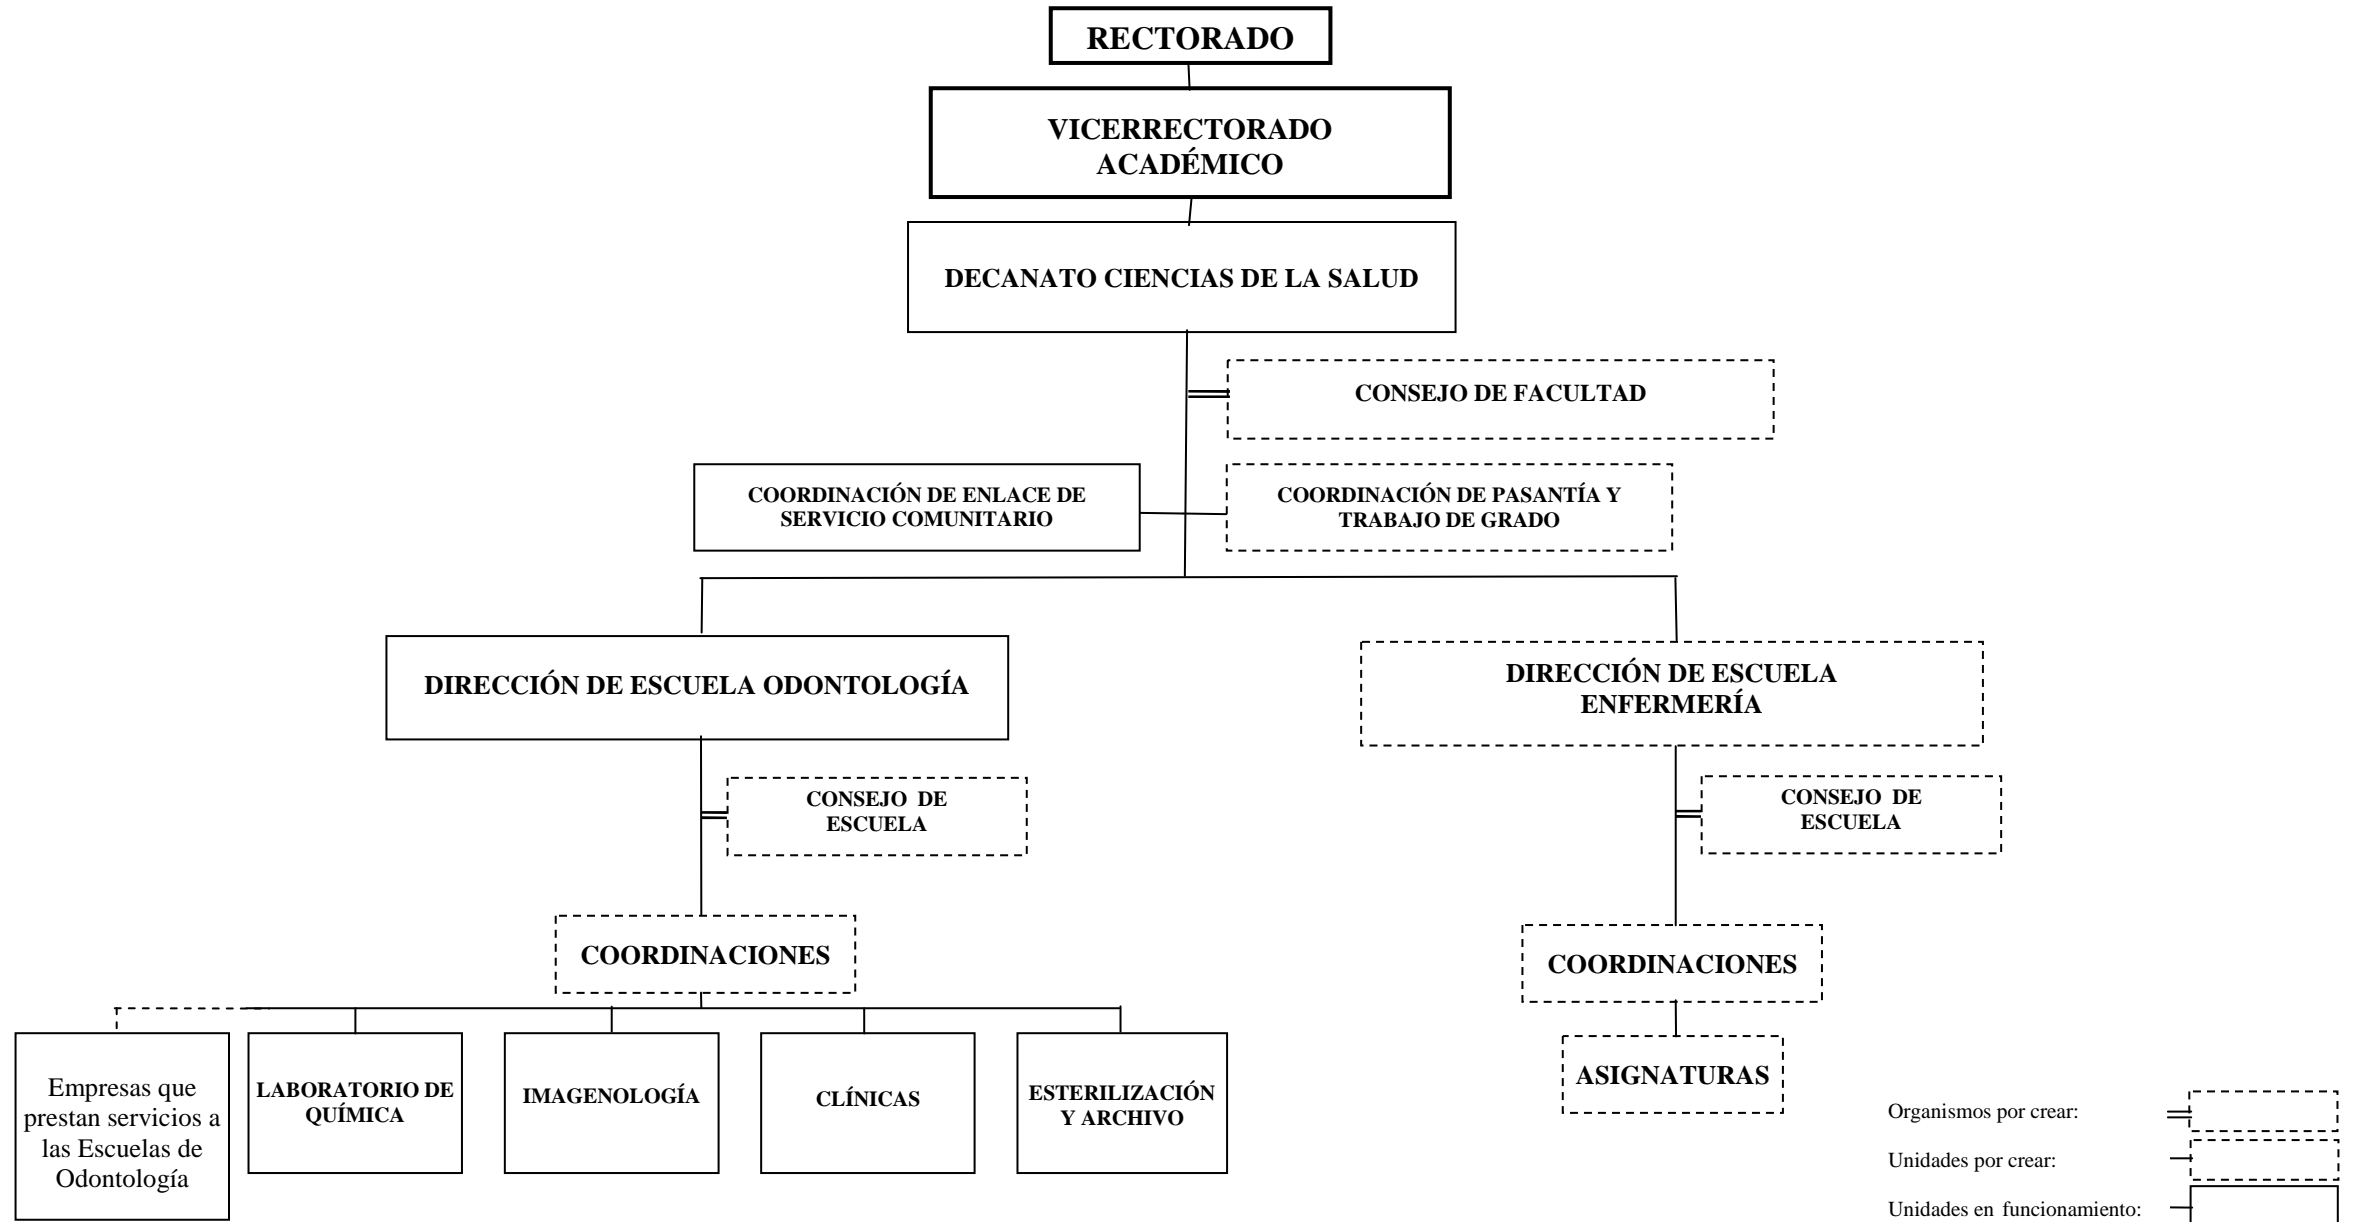 RECTORADO
VICERRECTORADO
ACADÉMICO
DECANATO CIENCIAS DE LA SALUD
CONSEJO DE FACULTAD
COORDINACIÓN DE ENLACE DE
SERVICIO COMUNITARIO
COORDINACIÓN DE PASANTÍA Y
TRABAJO DE GRADO
DIRECCIÓN DE ESCUELA ODONTOLOGÍA
DIRECCIÓN DE ESCUELA
ENFERMERÍA
CONSEJO DE
ESCUELA
CONSEJO DE
ESCUELA
COORDINACIONES
COORDINACIONES
Empresas que
prestan servicios a
las Escuelas de
Odontología
LABORATORIO DE
QUÍMICA
IMAGENOLOGÍA
CLÍNICAS
ESTERILIZACIÓN
Y ARCHIVO
ASIGNATURAS
Organismos por crear:
Unidades por crear:
Unidades en funcionamiento: